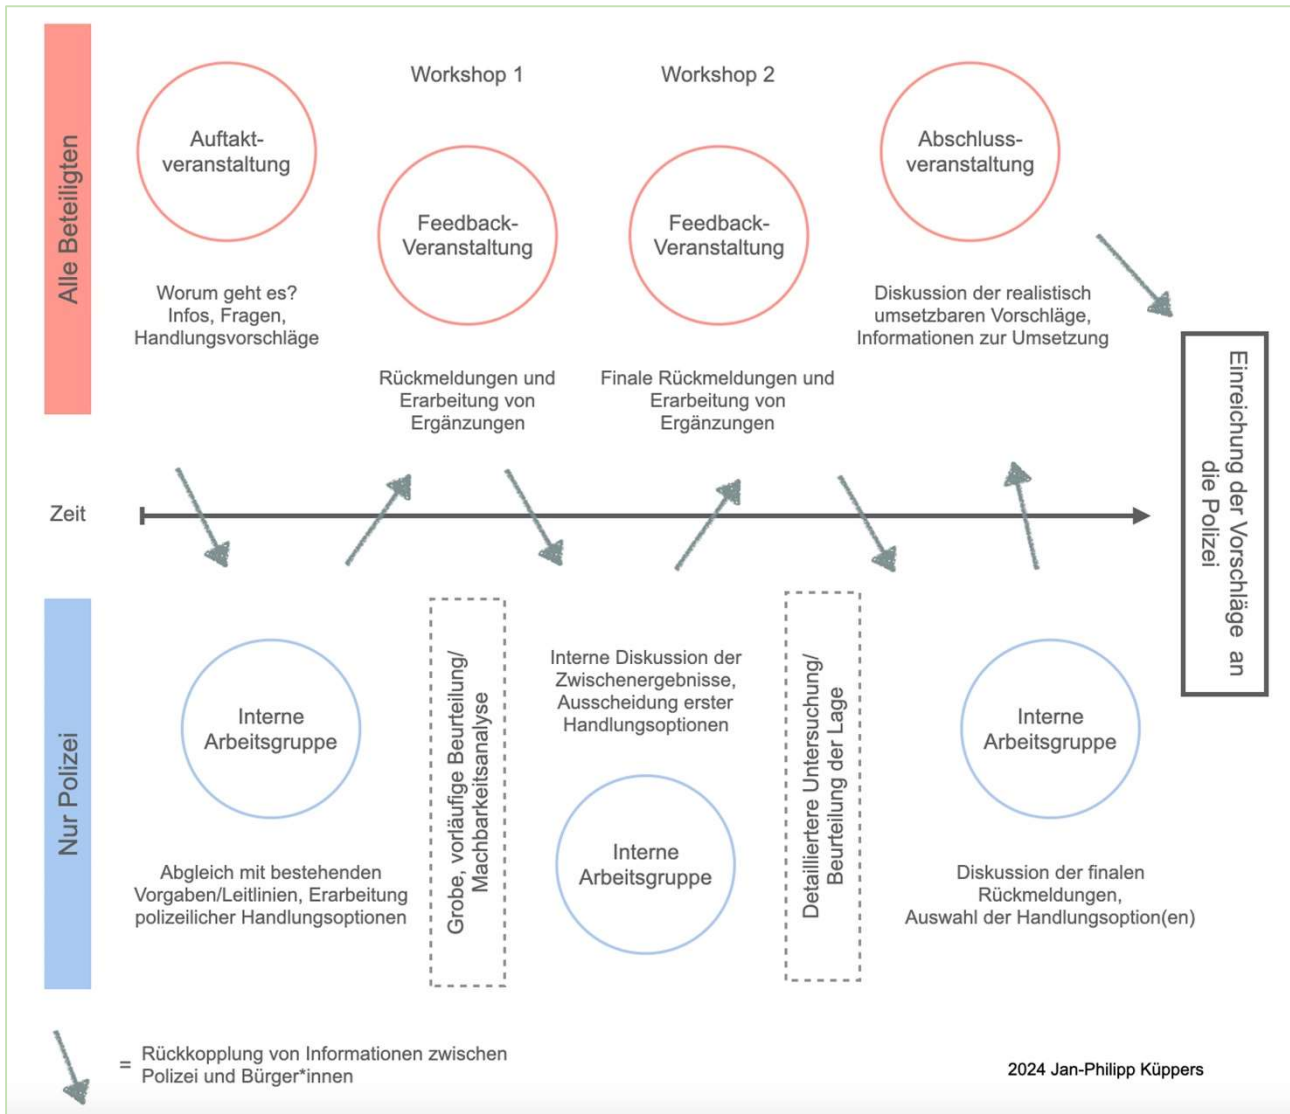 Alle Beteiligten
Auftakt-
veranstaltung
Worum geht es?
Infos, Fragen,
Handlungsvorschläge
Workshop 1
Feedback-
Veranstaltung
Rückmeldungen und
Erarbeitung von
Ergänzungen
Workshop 2
Feedback-
Veranstaltung
Finale Rückmeldungen und
Erarbeitung von
Ergänzungen
Abschluss-
veranstaltung
Diskussion der realistisch
umsetzbaren Vorschläge,
Informationen zur Umsetzung
Einreichung der Vorschläge an
die Polizei
Zeit
Nur Polizei
Interne
Arbeitsgruppe
Abgleich mit bestehenden
Vorgaben/Leitlinien, Erarbeitung
polizeilicher Handlungsoptionen
Grobe, vorläufige Beurteilung/
Machbarkeitsanalyse
Interne Diskussion der
Zwischenergebnisse,
Ausscheidung erster
Handlungsoptionen
Interne
Arbeitsgruppe
Detailliertere Untersuchung/
Beurteilung der Lage
Interne
Arbeitsgruppe
Diskussion der finalen
Rückmeldungen,
Auswahl der Handlungsoption(en)
= Rückkopplung von Informationen zwischen
Polizei und Bürger*innen
2024 Jan-Philipp Küppers